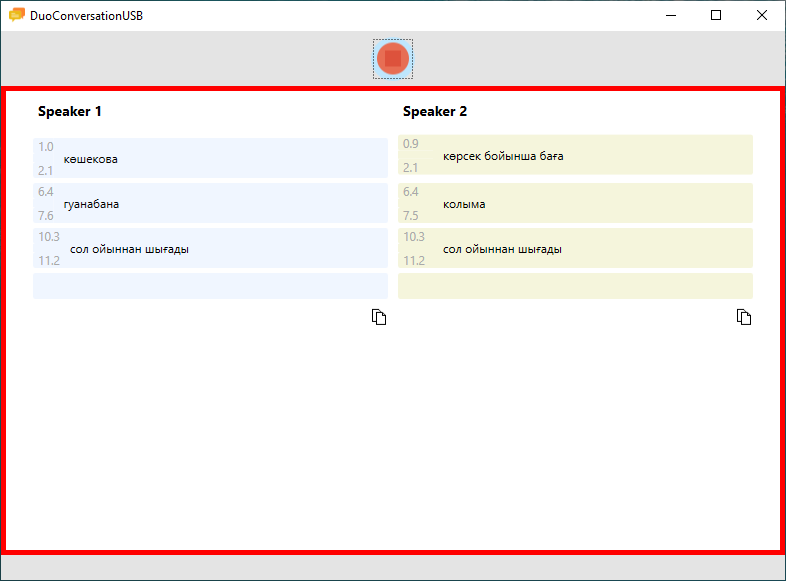 DuoConversationUSB
Speaker 1
1.0
көшекова
2.1
6.4
гуанабана
7.6
10.3
сол ойыннан шығады
11.2
Speaker 2
0.9
көрсек бойынша баға
2.1
6.4
колыма
7.5
10.3
сол ойыннан шығады
11.2